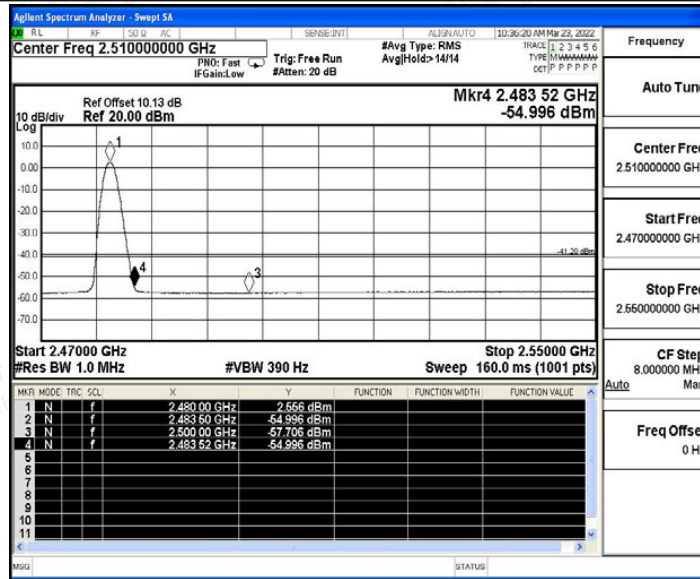 Agilent Spectrum Analyzer - Swept SA
RL RF 50 Ω AC SENSE:INT ALIGNAUTO 10:36:20 AM Mar 23, 2022
Center Freq 2.510000000 GHz #Avg Type: RMS TRACE 1 2 3 4 5 6
PNO: Fast Trig: Free Run Avg|Hold:>14/14 TYPE M
IFGain:Low #Atten: 20 dB DET P P P P P P
Ref Offset 10.13 dB Mkr4 2.483 52 GHz
10 dB/div Ref 20.00 dBm -54.996 dBm
Log
1
10.0
0.00
-10.0
-20.0
-30.0
-40.0 -41.20 dBm
4 3
-50.0
-60.0
-70.0
Start 2.47000 GHz Stop 2.55000 GHz
#Res BW 1.0 MHz #VBW 390 Hz Sweep 160.0 ms (1001 pts)
MKR MODE TRC SCL X Y FUNCTION FUNCTION WIDTH FUNCTION VALUE
1 N f 2.480 00 GHz 2.556 dBm
2 N f 2.483 50 GHz -54.996 dBm
3 N f 2.500 00 GHz -57.706 dBm
4 N f 2.483 52 GHz -54.996 dBm
5
6
7
8
9
10
11
MSG STATUS
Frequency
Auto Tun
Center Fre
2.510000000 GH
Start Fre
2.470000000 GH
Stop Fre
2.550000000 GH
CF Step
8.000000 MH
Auto Man
Freq Offse
0 H